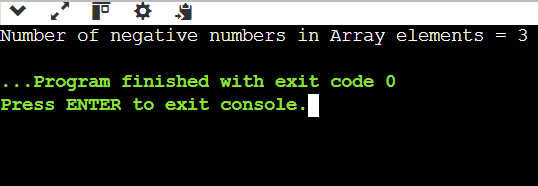 Number of negative numbers in Array elements = 3
...Program finished with exit code 0
Press ENTER to exit console.